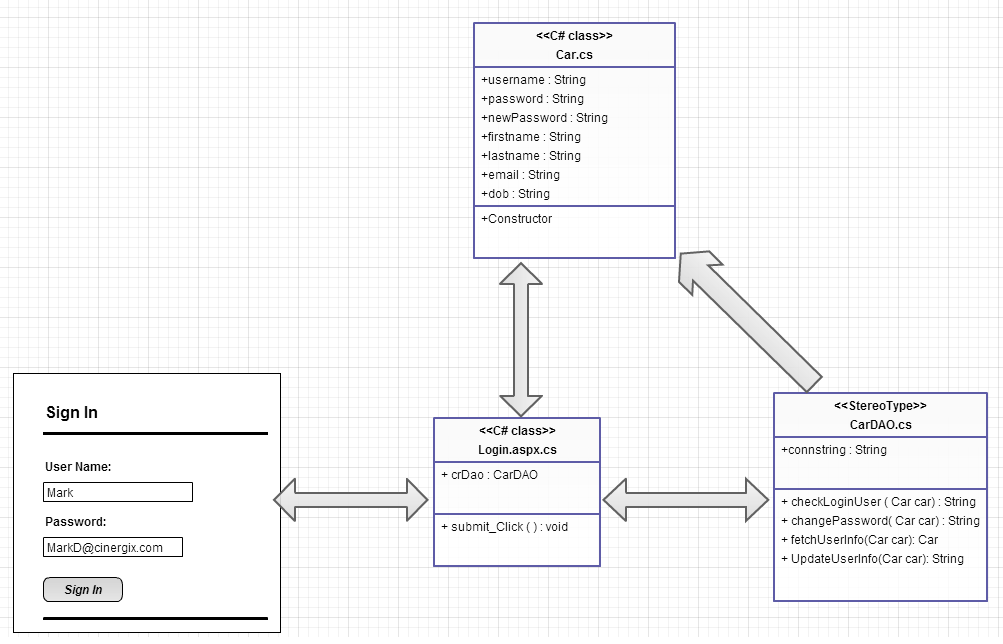 <<C# class>>
Car.cs
+username : String
+password : String
+newPassword : String
+firstname : String
+lastname : String
+email : String
+dob : String
+Constructor
Sign In
User Name:
Mark
Password:
MarkD@cinergix.com
Sign In
<<C# class>>
Login.aspx.cs
+ crDao : CarDAO
+ submit_Click ( ) : void
<<StereoType>>
CarDAO.cs
+connstring : String
+ checkLoginUser ( Car car) : String
+ changePassword( Car car) : String
+ fetchUserInfo(Car car): Car
+ UpdateUserInfo(Car car): String